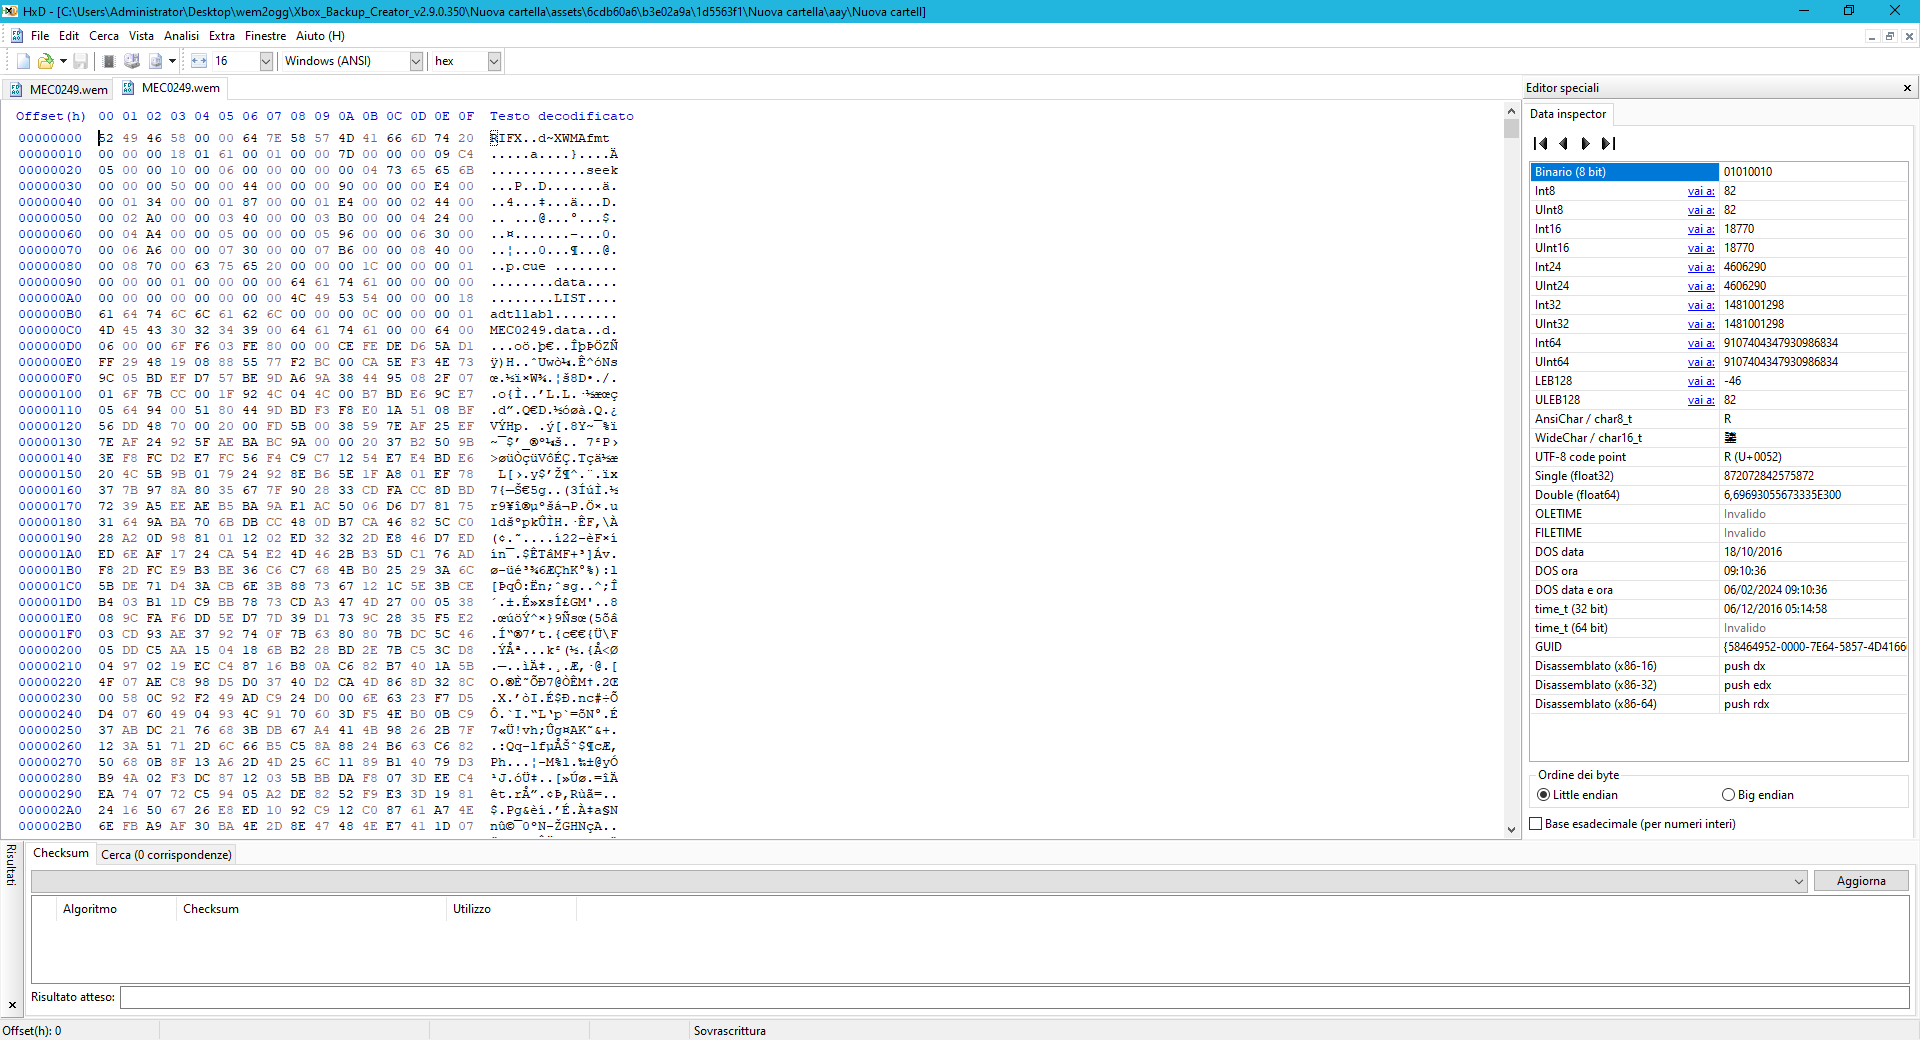 HxD - [C:\Users\Administrator\Desktop\wem2ogg\Xbox_Backup_Creator_v2.9.0.350\Nuova cartella\assets\6cdb60a6\b3e02a9a\1d5563f1\Nuova cartella\aay\Nuova cartell]
File Edit Cerca Vista Analisi Extra Finestre Aiuto (H)
16 Windows (ANSI) hex
MEC0249.wem MEC0249.wem
Offset(h) 00 01 02 03 04 05 06 07 08 09 0A 0B 0C 0D 0E 0F Testo decodificato
00000000 52 49 46 58 00 00 64 7E 58 57 4D 41 66 6D 74 20 RIFX..d~XWMAfmt
00000010 00 00 00 18 01 61 00 01 00 00 7D 00 00 00 09 C4 .....a....}....Ä
00000020 05 00 00 10 00 06 00 00 00 00 00 04 73 65 65 6B ............seek
00000030 00 00 00 50 00 00 44 00 00 00 90 00 00 00 E4 00 ...P..D.......ä.
00000040 00 01 34 00 00 01 87 00 00 01 E4 00 00 02 44 00 ..4...‡...ä...D.
00000050 00 02 A0 00 00 03 40 00 00 03 B0 00 00 04 24 00 .. ...@...°...$.
00000060 00 04 A4 00 00 05 00 00 00 05 96 00 00 06 30 00 ..¤.......–...0.
00000070 00 06 A6 00 00 07 30 00 00 07 B6 00 00 08 40 00 ..¦...0...¶...@.
00000080 00 08 70 00 63 75 65 20 00 00 00 1C 00 00 00 01 ..p.cue ........
00000090 00 00 00 01 00 00 00 00 64 61 74 61 00 00 00 00 ........data....
000000A0 00 00 00 00 00 00 00 00 4C 49 53 54 00 00 00 18 ........LIST....
000000B0 61 64 74 6C 6C 61 62 6C 00 00 00 0C 00 00 00 01 adtllabl........
000000C0 4D 45 43 30 32 34 39 00 64 61 74 61 00 00 64 00 MEC0249.data..d.
000000D0 06 00 00 6F F6 03 FE 80 00 00 CE FE DE D6 5A D1 ...oö.þ€..ÎþÞÖZÑ
000000E0 FF 29 48 19 08 88 55 77 F2 BC 00 CA 5E F3 4E 73 ÿ)H..ˆUwò¼.Ê^óNs
000000F0 9C 05 BD EF D7 57 BE 9D A6 9A 38 44 95 08 2F 07 œ.½ï×W¾.¦š8D•./.
00000100 01 6F 7B CC 00 1F 92 4C 04 4C 00 B7 BD E6 9C E7 .o{Ì..’L.L.·½æœç
00000110 05 64 94 00 51 80 44 9D BD F3 F8 E0 1A 51 08 BF .d”.Q€D.½óøà.Q.¿
00000120 56 DD 48 70 00 20 00 FD 5B 00 38 59 7E AF 25 EF VÝHp. .ý[.8Y~¯%ï
00000130 7E AF 24 92 5F AE BA BC 9A 00 00 20 37 B2 50 9B ~¯$’_®º¼š.. 7²P›
00000140 3E F8 FC D2 E7 FC 56 F4 C9 C7 12 54 E7 E4 BD E6 >øüÒçüVôÉÇ.Tçä½æ
00000150 20 4C 5B 9B 01 79 24 92 8E B6 5E 1F A8 01 EF 78 L[›.y$’Ž¶^.¨.ïx
00000160 37 7B 97 8A 80 35 67 7F 90 28 33 CD FA CC 8D BD 7{—Š€5g..(3ÍúÌ.½
00000170 72 39 A5 EE AE B5 BA 9A E1 AC 50 06 D6 D7 81 75 r9¥î®µºšá¬P.Ö×.u
00000180 31 64 9A BA 70 6B DB CC 48 0D B7 CA 46 82 5C C0 1dšºpkÛÌH.·ÊF‚\À
00000190 28 A2 0D 98 81 01 12 02 ED 32 32 2D E8 46 D7 ED (¢.˜....í22-èF×í
000001A0 ED 6E AF 17 24 CA 54 E2 4D 46 2B B3 5D C1 76 AD ín¯.$ÊTâMF+³]Áv.
000001B0 F8 2D FC E9 B3 BE 36 C6 C7 68 4B B0 25 29 3A 6C ø-üé³¾6ÆÇhK°%):l
000001C0 5B DE 71 D4 3A CB 6E 3B 88 73 67 12 1C 5E 3B CE [ÞqÔ:Ën;ˆsg..^;Î
000001D0 B4 03 B1 1D C9 BB 78 73 CD A3 47 4D 27 00 05 38 ´.±.É»xsÍ£GM'..8
000001E0 08 9C FA F6 DD 5E D7 7D 39 D1 73 9C 28 35 F5 E2 .œúöÝ^×}9Ñsœ(5õâ
000001F0 03 CD 93 AE 37 92 74 0F 7B 63 80 80 7B DC 5C 46 .Í“®7’t.{c€€{Ü\F
00000200 05 DD C5 AA 15 04 18 6B B2 28 BD 2E 7B C5 3C D8 .ÝÅª...k²(½.{Å<Ø
00000210 04 97 02 19 EC C4 87 16 B8 0A C6 82 B7 40 1A 5B .—..ìÄ‡.¸.Æ‚·@.[
00000220 4F 07 AE C8 98 D5 D0 37 40 D2 CA 4D 86 8D 32 8C O.®È˜ÕÐ7@ÒÊM†.2Œ
00000230 00 58 0C 92 F2 49 AD C9 24 D0 00 6E 63 23 F7 D5 .X.’òI.É$Ð.nc#÷Õ
00000240 D4 07 60 49 04 93 4C 91 70 60 3D F5 4E B0 0B C9 Ô.`I.“L‘p`=õN°.É
00000250 37 AB DC 21 76 68 3B DB 67 A4 41 4B 98 26 2B 7F 7«Ü!vh;Ûg¤AK˜&+.
00000260 12 3A 51 71 2D 6C 66 B5 C5 8A 88 24 B6 63 C6 82 .:Qq-lfµÅŠˆ$¶cÆ‚
00000270 50 68 0B 8F 13 A6 2D 4D 25 6C 11 89 B1 40 79 D3 Ph...¦-M%l.‰±@yÓ
00000280 B9 4A 02 F3 DC 87 12 03 5B BB DA F8 07 3D EE C4 ¹J.óÜ‡..[»Úø.=îÄ
00000290 EA 74 07 72 C5 94 05 A2 DE 82 52 F9 E3 3D 19 81 êt.rÅ”.¢Þ‚Rùã=..
000002A0 24 16 50 67 26 E8 ED 10 92 C9 12 C0 87 61 A7 4E $.Pg&èí.’É.À‡a§N
000002B0 6E FB A9 AF 30 BA 4E 2D 8E 47 48 4E E7 41 1D 07 nû©¯0ºN-ŽGHNçA..
Editor speciali
Data inspector
Binario (8 bit) 01010010
Int8 vai a: 82
UInt8 vai a: 82
Int16 vai a: 18770
UInt16 vai a: 18770
Int24 vai a: 4606290
UInt24 vai a: 4606290
Int32 vai a: 1481001298
UInt32 vai a: 1481001298
Int64 vai a: 9107404347930986834
UInt64 vai a: 9107404347930986834
LEB128 vai a: -46
ULEB128 vai a: 82
AnsiChar / char8_t R
WideChar / char16_t
UTF-8 code point R (U+0052)
Single (float32) 872072842575872
Double (float64) 6,69693055673335E300
OLETIME Invalido
FILETIME Invalido
DOS data 18/10/2016
DOS ora 09:10:36
DOS data e ora 06/02/2024 09:10:36
time_t (32 bit) 06/12/2016 05:14:58
time_t (64 bit) Invalido
GUID {58464952-0000-7E64-5857-4D4166
Disassemblato (x86-16) push dx
Disassemblato (x86-32) push edx
Disassemblato (x86-64) push rdx
Ordine dei byte
Little endian Big endian
Base esadecimale (per numeri interi)
Risultati
Checksum Cerca (0 corrispondenze)
Aggiorna
Algoritmo Checksum Utilizzo
Risultato atteso:
Offset(h): 0 Sovrascrittura